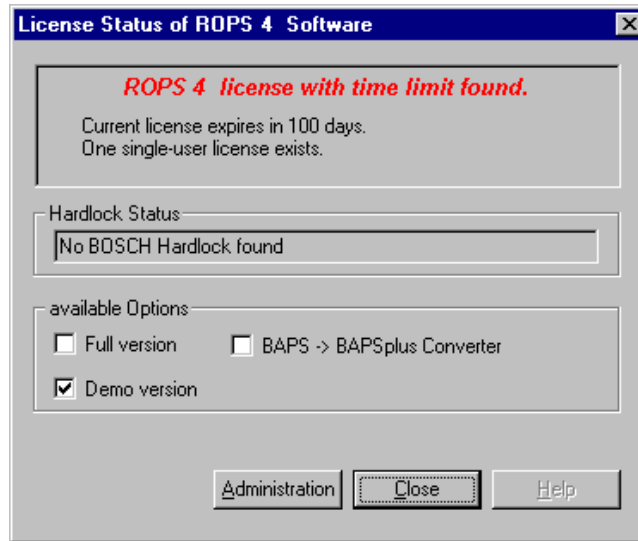 License Status of ROPS 4 Software
ROPS 4 license with time limit found.
Current license expires in 100 days.
One single-user license exists.
Hardlock Status
No BOSCH Hardlock found
available Options
Full version
BAPS -> BAPSplus Converter
Demo version
Administration
Close
Help